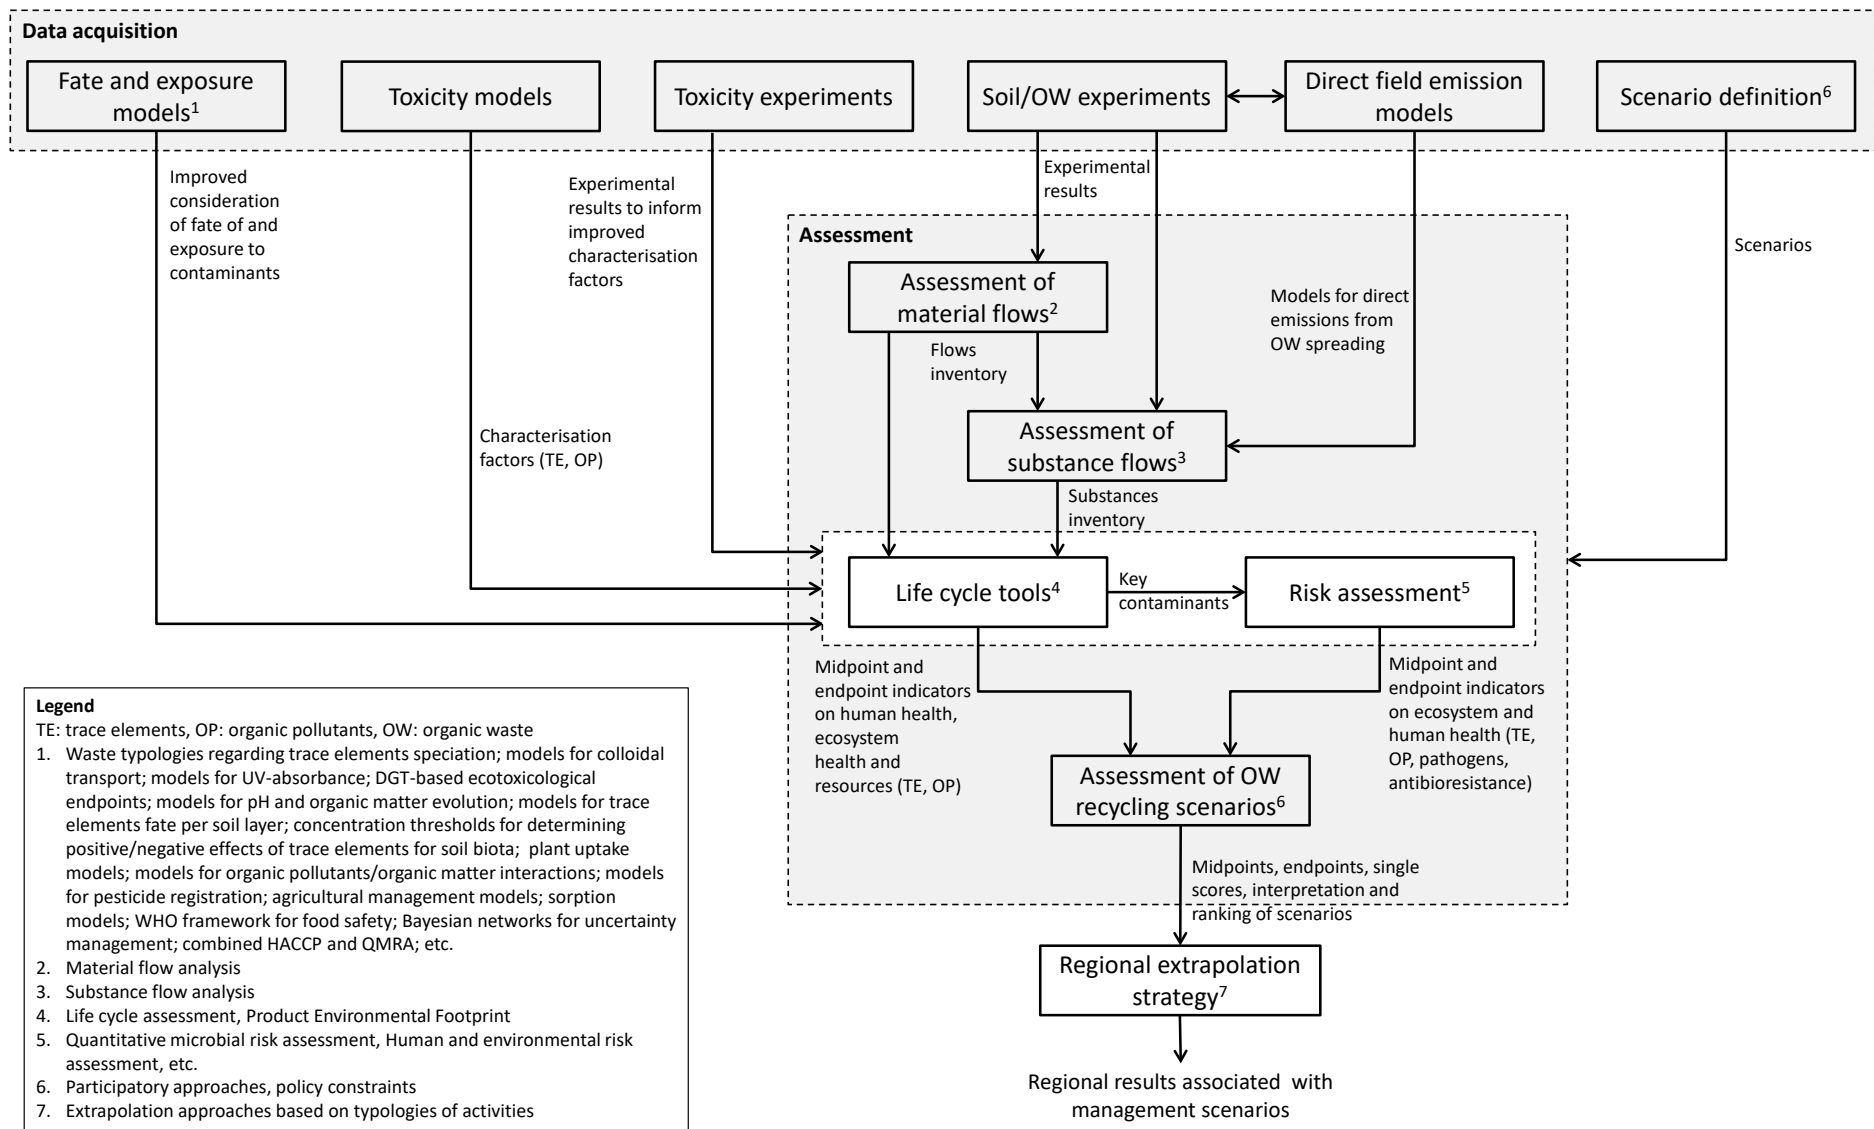 Data acquisition
Fate and exposure
models¹
Toxicity models
Toxicity experiments
Soil/OW experiments
Direct field emission
models
Scenario definition⁶
Improved
consideration
of fate of and
exposure to
contaminants
Experimental
results to inform
improved
characterisation
factors
Experimental
results
Scenarios
Assessment
Assessment of
material flows²
Models for direct
emissions from
OW spreading
Flows
inventory
Characterisation
factors (TE, OP)
Assessment of
substance flows³
Substances
inventory
Life cycle tools⁴
Key
contaminants
Risk assessment⁵
Midpoint and
endpoint indicators
on human health,
ecosystem
health and
resources (TE, OP)
Midpoint and
endpoint indicators
on ecosystem and
human health (TE,
OP, pathogens,
antibioresistance)
Assessment of OW
recycling scenarios⁶
Midpoints, endpoints, single
scores, interpretation and
ranking of scenarios
Regional extrapolation
strategy⁷
Regional results associated with
management scenarios
Legend
TE: trace elements, OP: organic pollutants, OW: organic waste
1. Waste typologies regarding trace elements speciation; models for colloidal
transport; models for UV-absorbance; DGT-based ecotoxicological
endpoints; models for pH and organic matter evolution; models for trace
elements fate per soil layer; concentration thresholds for determining
positive/negative effects of trace elements for soil biota; plant uptake
models; models for organic pollutants/organic matter interactions; models
for pesticide registration; agricultural management models; sorption
models; WHO framework for food safety; Bayesian networks for uncertainty
management; combined HACCP and QMRA; etc.
2. Material flow analysis
3. Substance flow analysis
4. Life cycle assessment, Product Environmental Footprint
5. Quantitative microbial risk assessment, Human and environmental risk
assessment, etc.
6. Participatory approaches, policy constraints
7. Extrapolation approaches based on typologies of activities